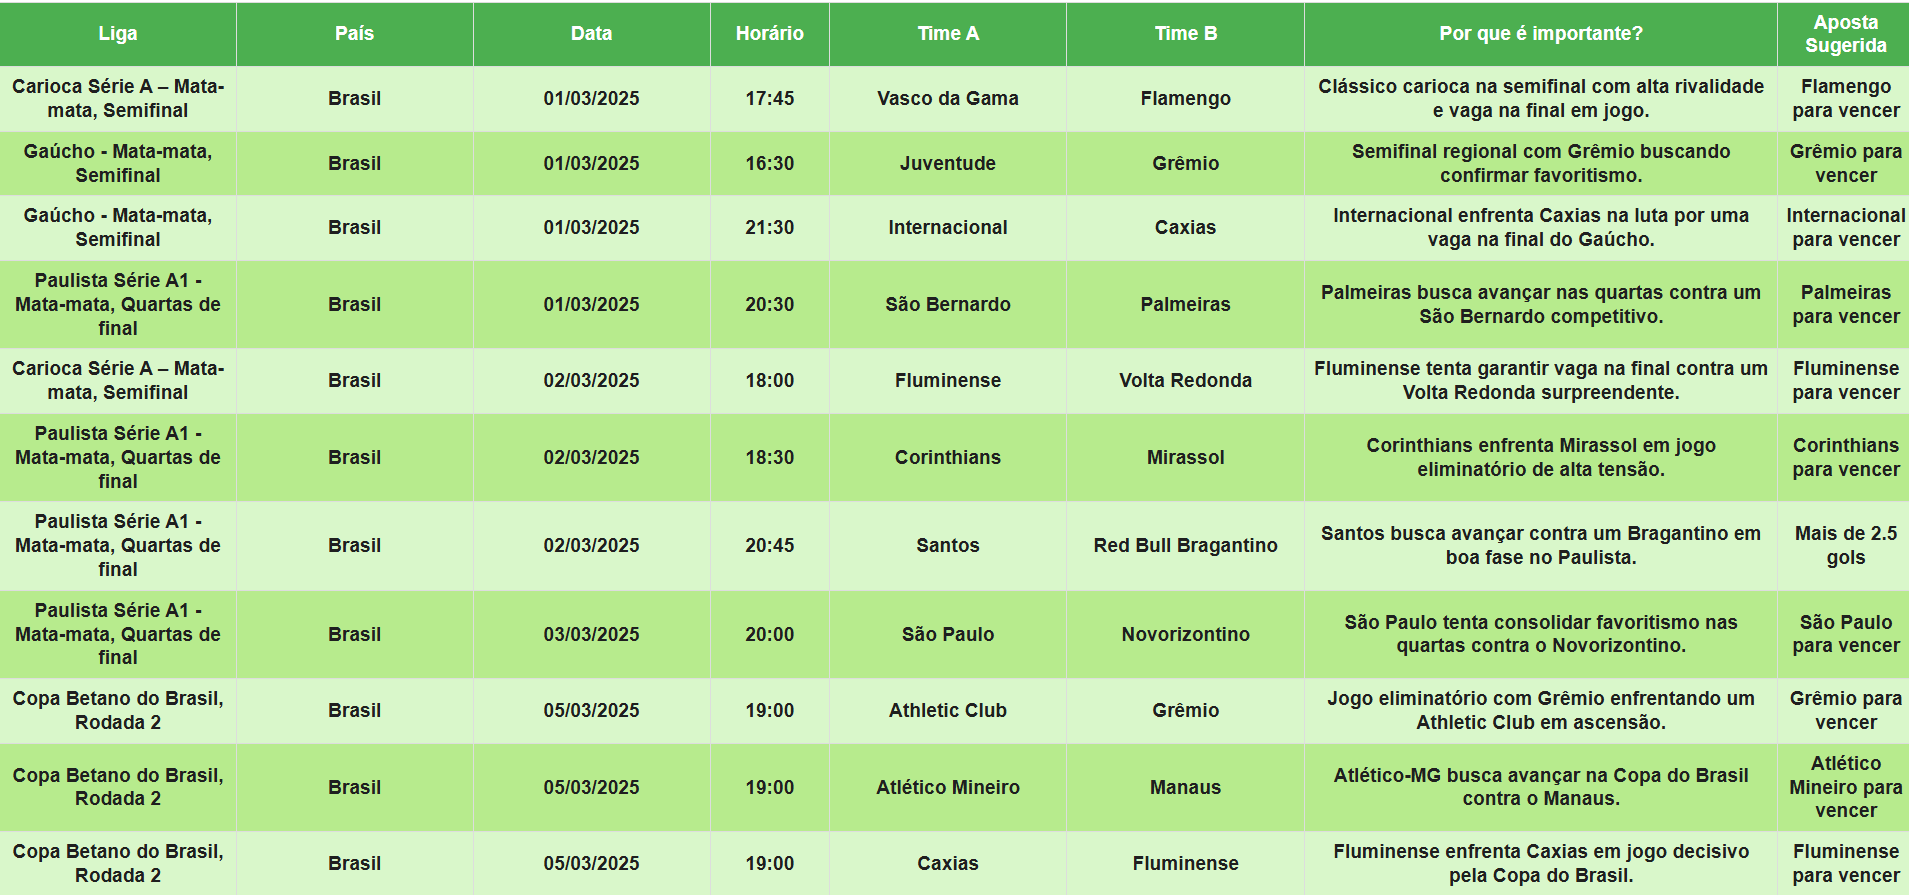 Liga País Data Horário Time A Time B Por que é importante? Aposta Sugerida
Carioca Série A – Mata-mata, Semifinal Brasil 01/03/2025 17:45 Vasco da Gama Flamengo Clássico carioca na semifinal com alta rivalidade e vaga na final em jogo. Flamengo para vencer
Gaúcho - Mata-mata, Semifinal Brasil 01/03/2025 16:30 Juventude Grêmio Semifinal regional com Grêmio buscando confirmar favoritismo. Grêmio para vencer
Gaúcho - Mata-mata, Semifinal Brasil 01/03/2025 21:30 Internacional Caxias Internacional enfrenta Caxias na luta por uma vaga na final do Gaúcho. Internacional para vencer
Paulista Série A1 - Mata-mata, Quartas de final Brasil 01/03/2025 20:30 São Bernardo Palmeiras Palmeiras busca avançar nas quartas contra um São Bernardo competitivo. Palmeiras para vencer
Carioca Série A – Mata-mata, Semifinal Brasil 02/03/2025 18:00 Fluminense Volta Redonda Fluminense tenta garantir vaga na final contra um Volta Redonda surpreendente. Fluminense para vencer
Paulista Série A1 - Mata-mata, Quartas de final Brasil 02/03/2025 18:30 Corinthians Mirassol Corinthians enfrenta Mirassol em jogo eliminatório de alta tensão. Corinthians para vencer
Paulista Série A1 - Mata-mata, Quartas de final Brasil 02/03/2025 20:45 Santos Red Bull Bragantino Santos busca avançar contra um Bragantino em boa fase no Paulista. Mais de 2.5 gols
Paulista Série A1 - Mata-mata, Quartas de final Brasil 03/03/2025 20:00 São Paulo Novorizontino São Paulo tenta consolidar favoritismo nas quartas contra o Novorizontino. São Paulo para vencer
Copa Betano do Brasil, Rodada 2 Brasil 05/03/2025 19:00 Athletic Club Grêmio Jogo eliminatório com Grêmio enfrentando um Athletic Club em ascensão. Grêmio para vencer
Copa Betano do Brasil, Rodada 2 Brasil 05/03/2025 19:00 Atlético Mineiro Manaus Atlético-MG busca avançar na Copa do Brasil contra o Manaus. Atlético Mineiro para vencer
Copa Betano do Brasil, Rodada 2 Brasil 05/03/2025 19:00 Caxias Fluminense Fluminense enfrenta Caxias em jogo decisivo pela Copa do Brasil. Fluminense para vencer